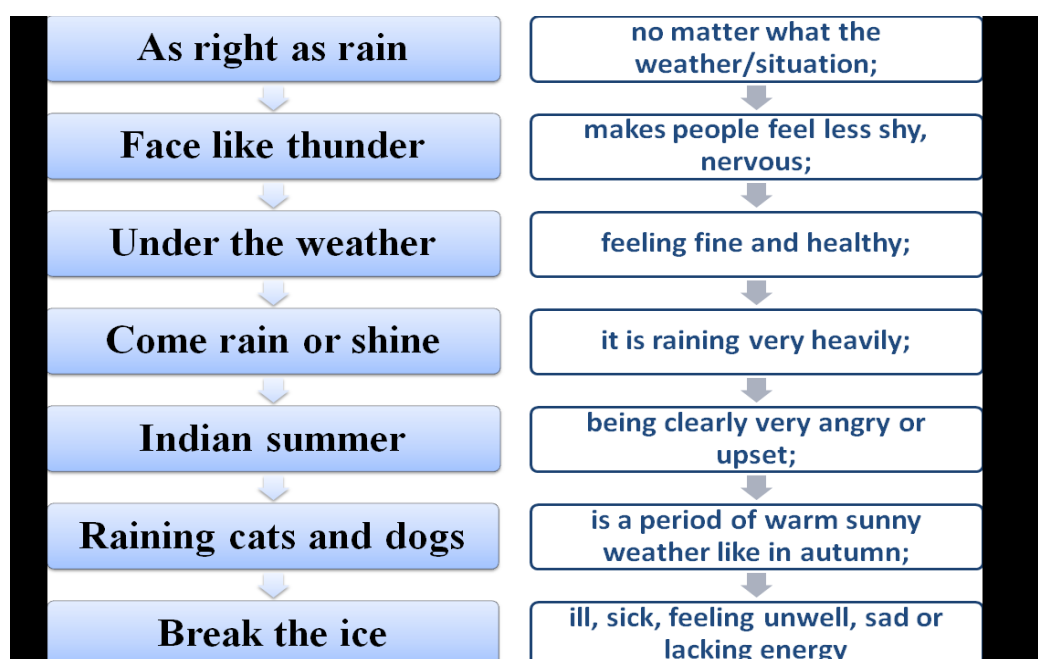 As right as rain
Face like thunder
Under the weather
Come rain or shine
Indian summer
Raining cats and dogs
Break the ice
no matter what the
weather/situation;
makes people feel less shy,
nervous;
feeling fine and healthy;
it is raining very heavily;
being clearly very angry or
upset;
is a period of warm sunny
weather like in autumn;
ill, sick, feeling unwell, sad or
lacking energy